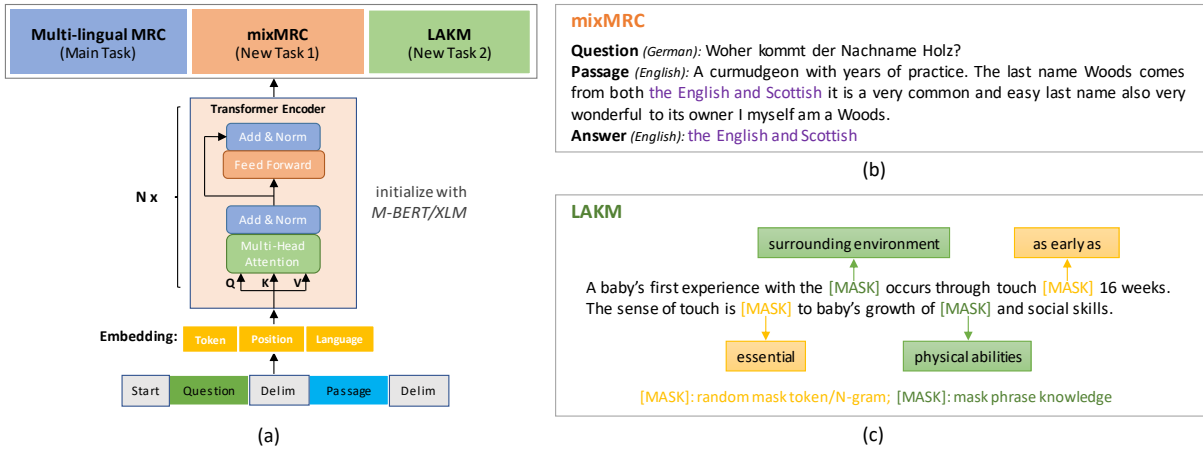 Multi-lingual MRC
(Main Task)
mixMRC
(New Task 1)
LAKM
(New Task 2)
Transformer Encoder
Add & Norm
Feed Forward
N x
initialize with
M-BERT/XLM
Add & Norm
Multi-Head
Attention
Q K V
Embedding: Token Position Language
Start Question Delim Passage Delim
(a)
mixMRC
Question (German): Woher kommt der Nachname Holz?
Passage (English): A curmudgeon with years of practice. The last name Woods comes
from both the English and Scottish it is a very common and easy last name also very
wonderful to its owner I myself am a Woods.
Answer (English): the English and Scottish
(b)
LAKM
surrounding environment as early as
A baby's first experience with the [MASK] occurs through touch [MASK] 16 weeks.
The sense of touch is [MASK] to baby's growth of [MASK] and social skills.
essential physical abilities
[MASK]: random mask token/N-gram; [MASK]: mask phrase knowledge
(c)